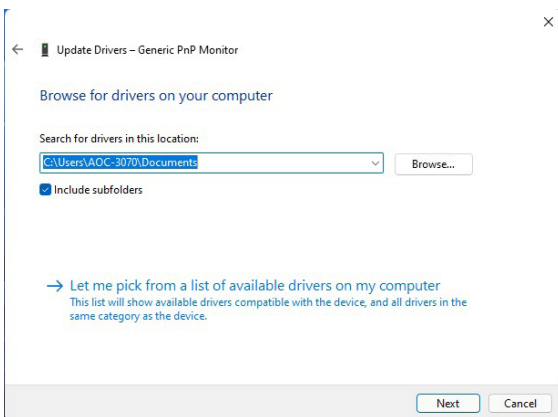 Update Drivers – Generic PnP Monitor
Browse for drivers on your computer
Search for drivers in this location:
C:\Users\AOC-3070\Documents
Browse...
Include subfolders
Let me pick from a list of available drivers on my computer
This list will show available drivers compatible with the device, and all drivers in the
same category as the device.
Next
Cancel